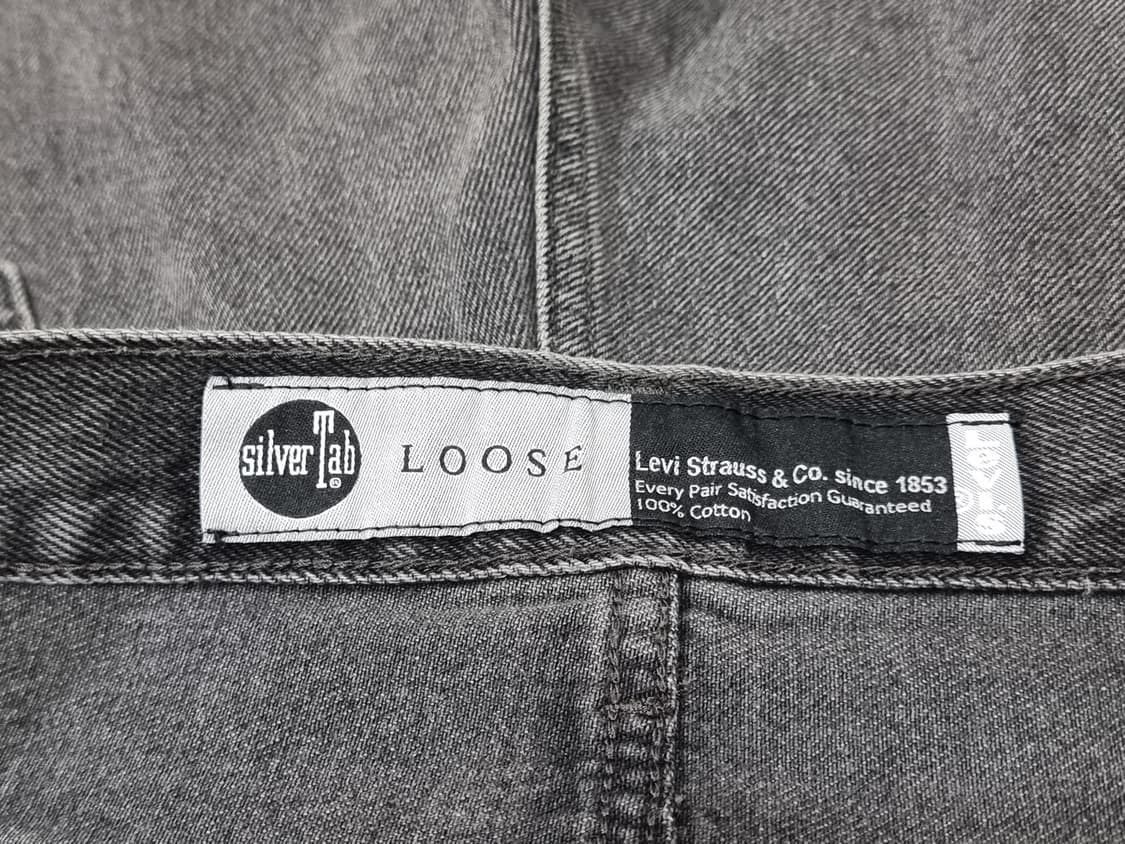 silverTab®
LOOSE
Levi Strauss & Co. since 1853
Every Pair Satisfaction Guaranteed
100% Cotton
Levi's®